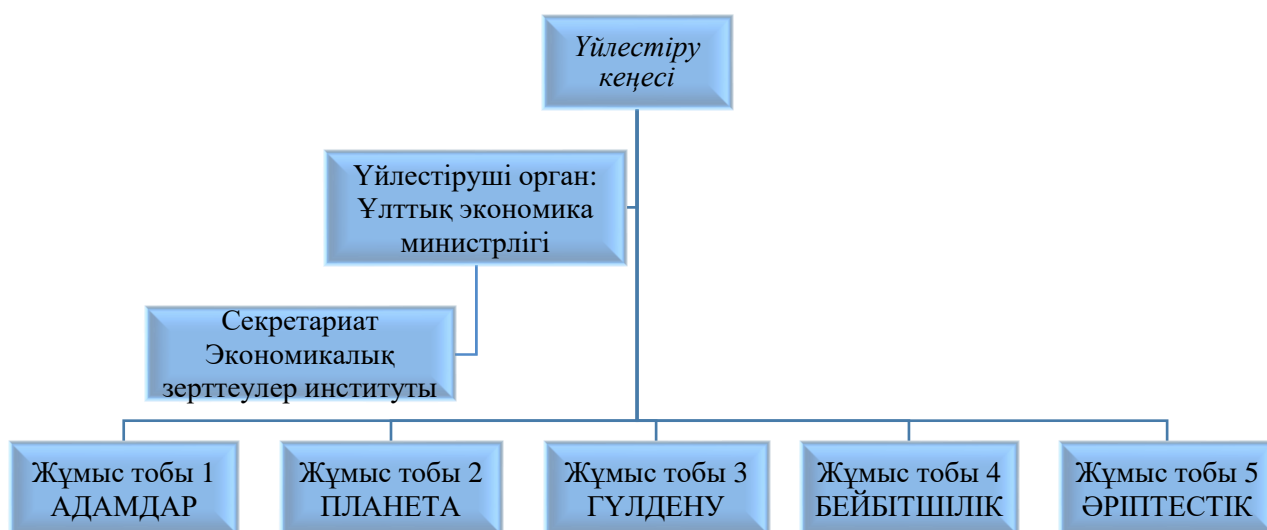 Үйлестіру
кеңесі
Үйлестіруші орган:
Ұлттық экономика
министрлігі
Секретариат
Экономикалық
зерттеулер институты
Жұмыс тобы 1
АДАМДАР
Жұмыс тобы 2
ПЛАНЕТА
Жұмыс тобы 3
ГҮЛДЕНУ
Жұмыс тобы 4
БЕЙБІТШІЛІК
Жұмыс тобы 5
ӘРІПТЕСТІК